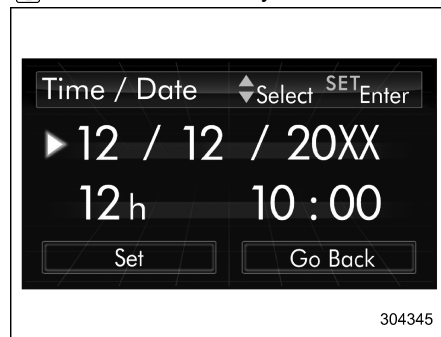 Time / Date Select SET Enter
12 / 12 / 20XX
12h 10:00
Set Go Back
304345